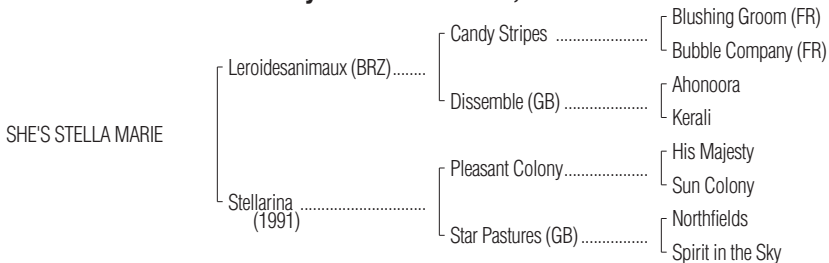 Blushing Groom (FR)
Candy Stripes ..................
Bubble Company (FR)
Leroidesanimaux (BRZ)........
Ahonoora
Dissemble (GB) ................
Kerali
SHE'S STELLA MARIE
His Majesty
Pleasant Colony.................
Sun Colony
Stellarina ...........................
(1991)
Northfields
Star Pastures (GB) .............
Spirit in the Sky